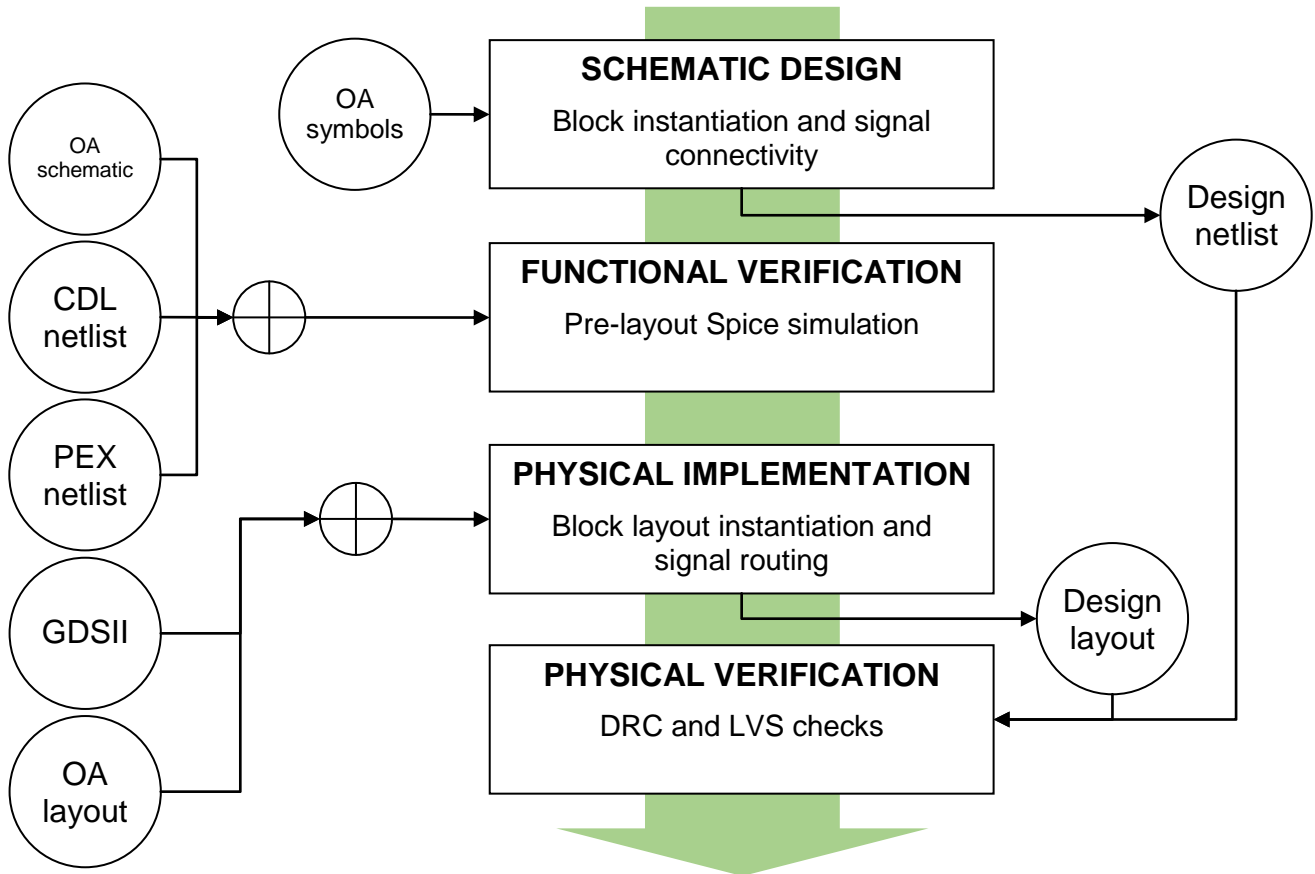 SCHEMATIC DESIGN
Block instantiation and signal
connectivity
OA
symbols
OA
schematic
Design
netlist
FUNCTIONAL VERIFICATION
Pre-layout Spice simulation
CDL
netlist
PEX
netlist
PHYSICAL IMPLEMENTATION
Block layout instantiation and
signal routing
GDSII
Design
layout
PHYSICAL VERIFICATION
DRC and LVS checks
OA
layout